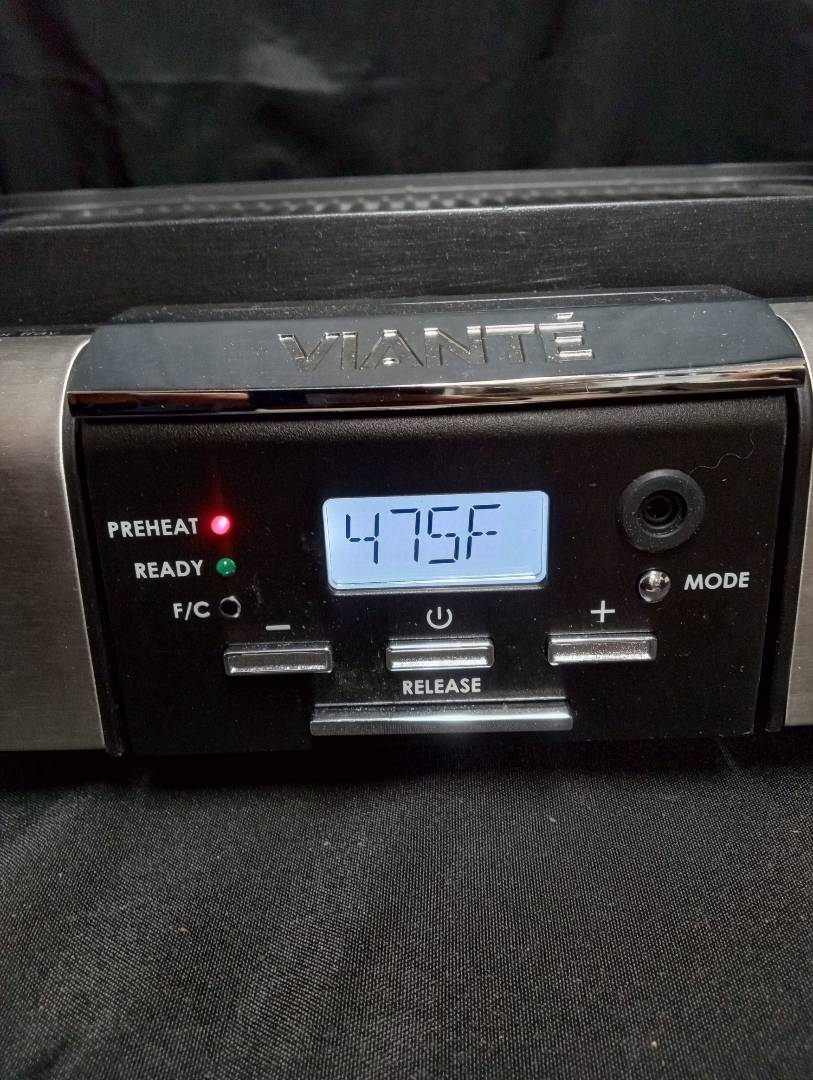 VIANTÉ
PREHEAT
475F
READY
MODE
F/C
− +
RELEASE